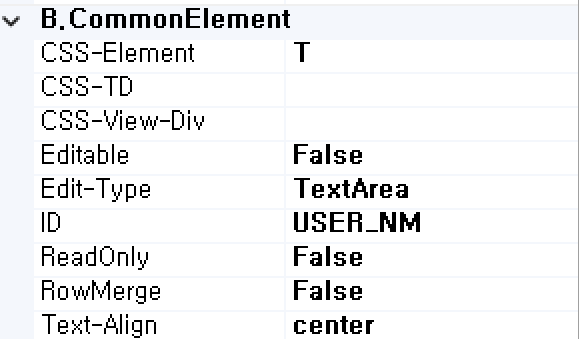 B.CommonElement
CSS-Element T
CSS-TD
CSS-View-Div
Editable False
Edit-Type TextArea
ID USER_NM
ReadOnly False
RowMerge False
Text-Align center